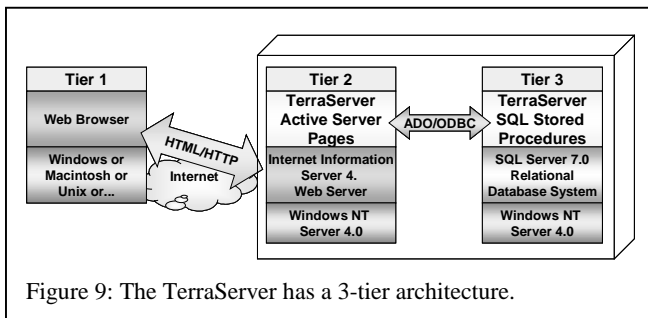 Tier 1
Web Browser
Windows or
Macintosh or
Unix or...
HTML/HTTP
Internet
Tier 2
TerraServer
Active Server
Pages
Internet Information
Server 4.
Web Server
Windows NT
Server 4.0
ADO/ODBC
Tier 3
TerraServer
SQL Stored
Procedures
SQL Server 7.0
Relational
Database System
Windows NT
Server 4.0
Figure 9: The TerraServer has a 3-tier architecture.